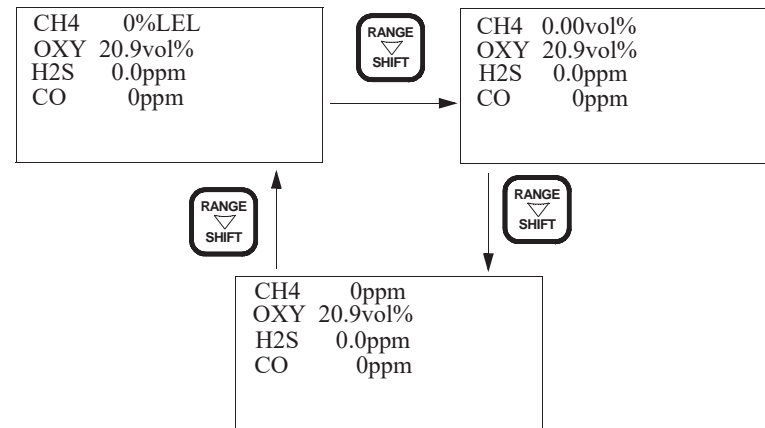 CH4 0%LEL
OXY 20.9vol%
H2S 0.0ppm
CO 0ppm
RANGE
SHIFT
CH4 0.00vol%
OXY 20.9vol%
H2S 0.0ppm
CO 0ppm
RANGE
SHIFT
RANGE
SHIFT
CH4 0ppm
OXY 20.9vol%
H2S 0.0ppm
CO 0ppm